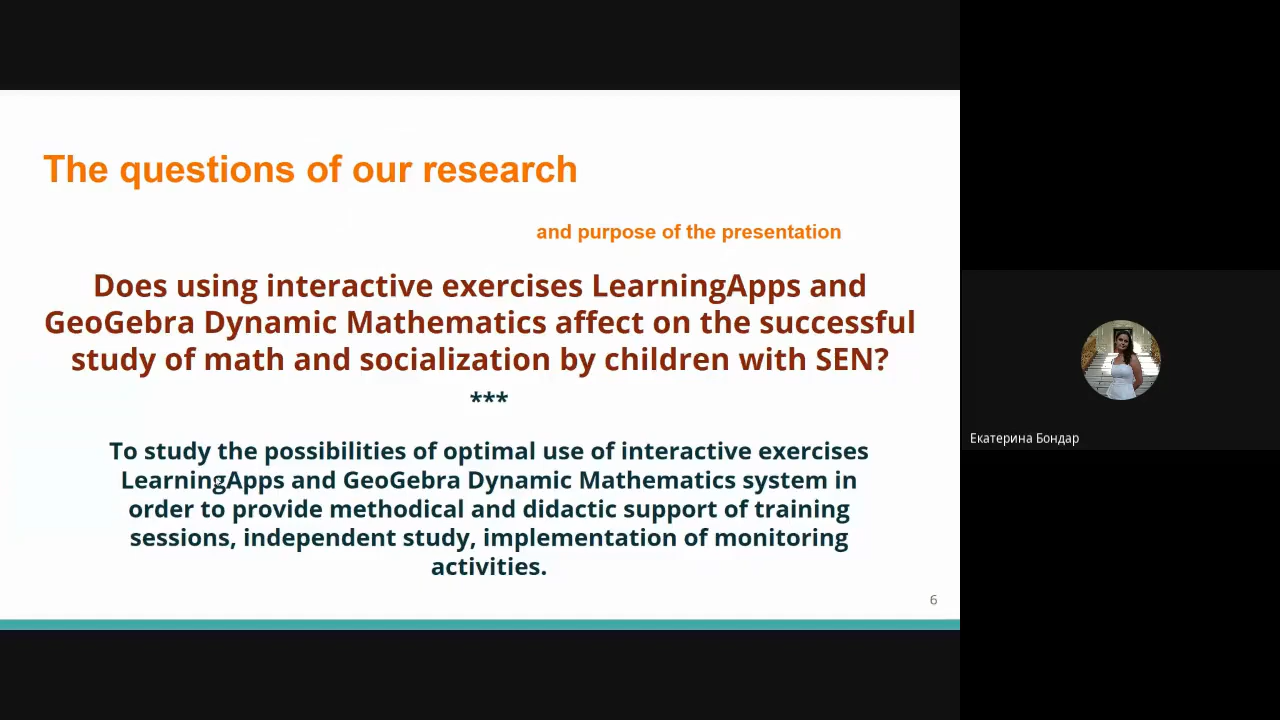 The questions of our research
and purpose of the presentation
Does using interactive exercises LearningApps and
GeoGebra Dynamic Mathematics affect on the successful
study of math and socialization by children with SEN?
***
To study the possibilities of optimal use of interactive exercises
LearningApps and GeoGebra Dynamic Mathematics system in
order to provide methodical and didactic support of training
sessions, independent study, implementation of monitoring
activities.
6
Екатерина Бондар